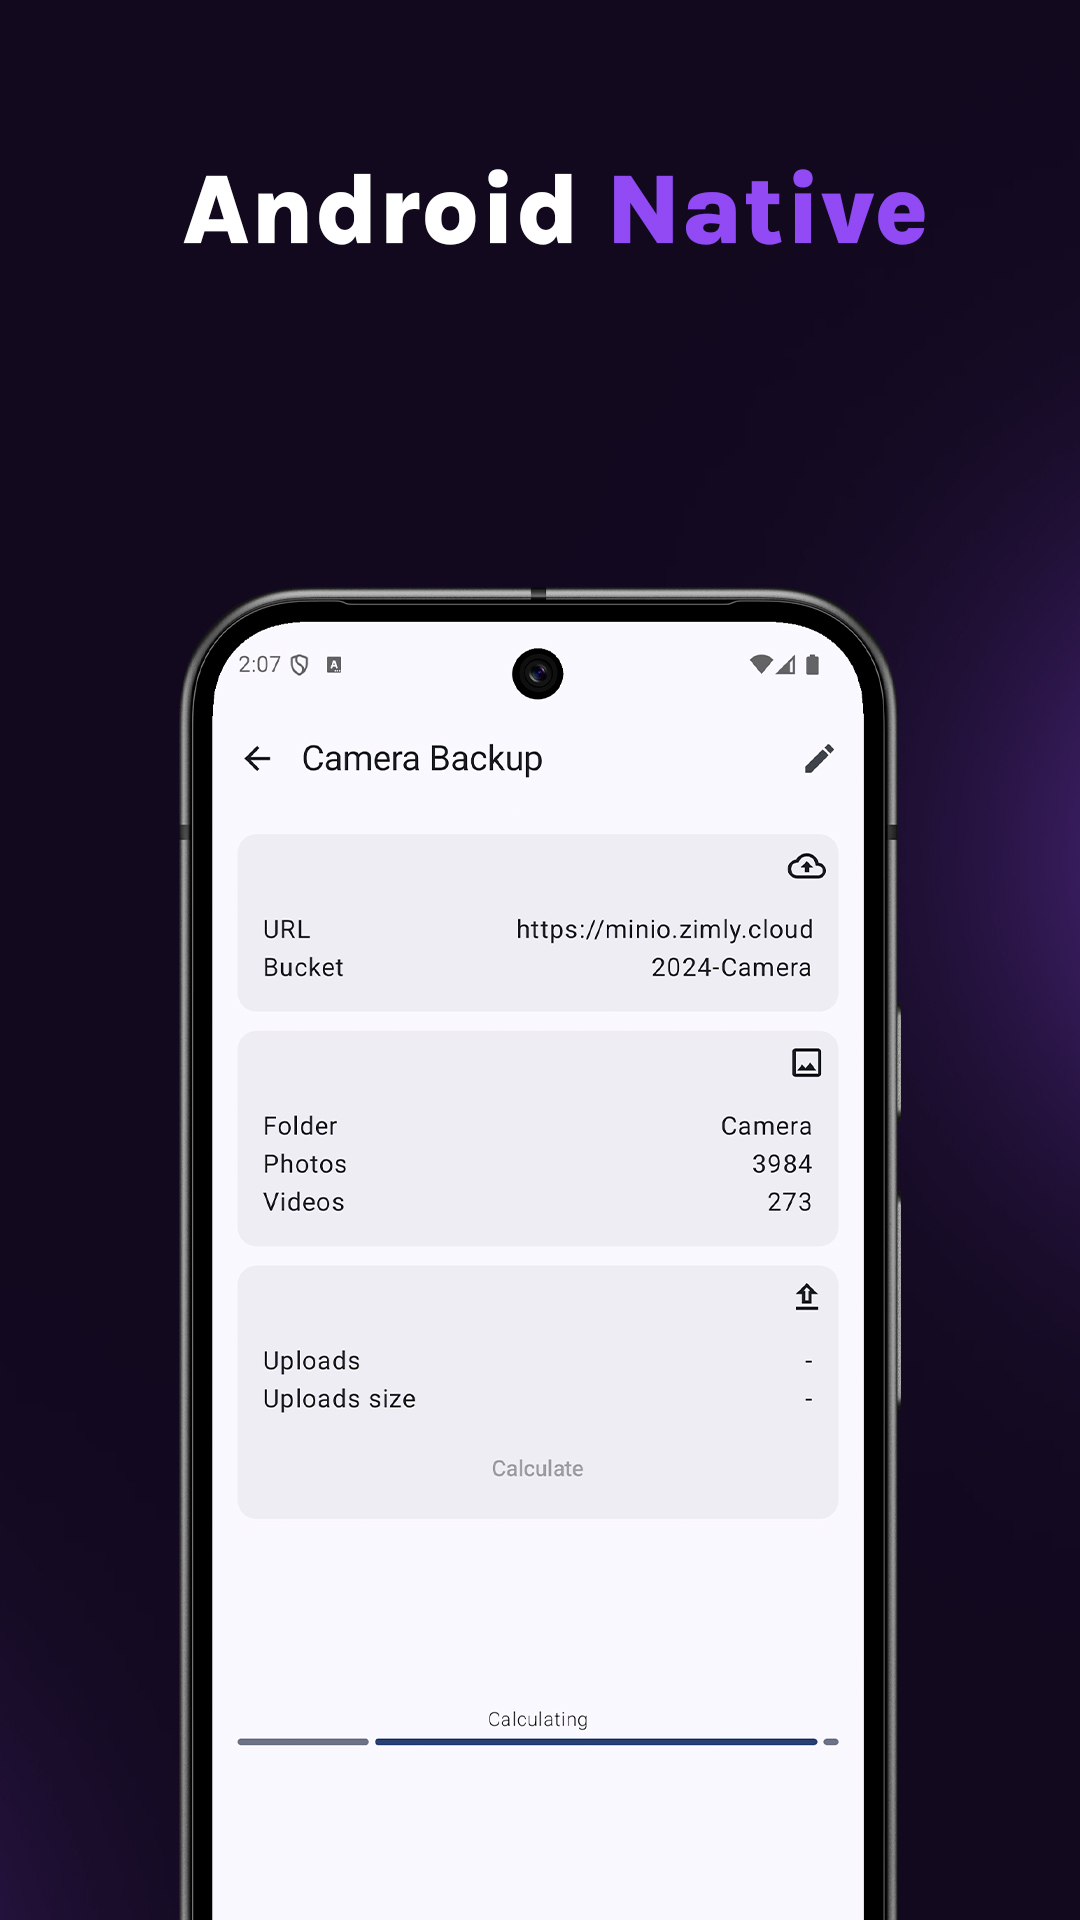 Android Native
2:07
Camera Backup
URL https://minio.zimly.cloud
Bucket 2024-Camera
Folder Camera
Photos 3984
Videos 273
Uploads -
Uploads size -
Calculate
Calculating